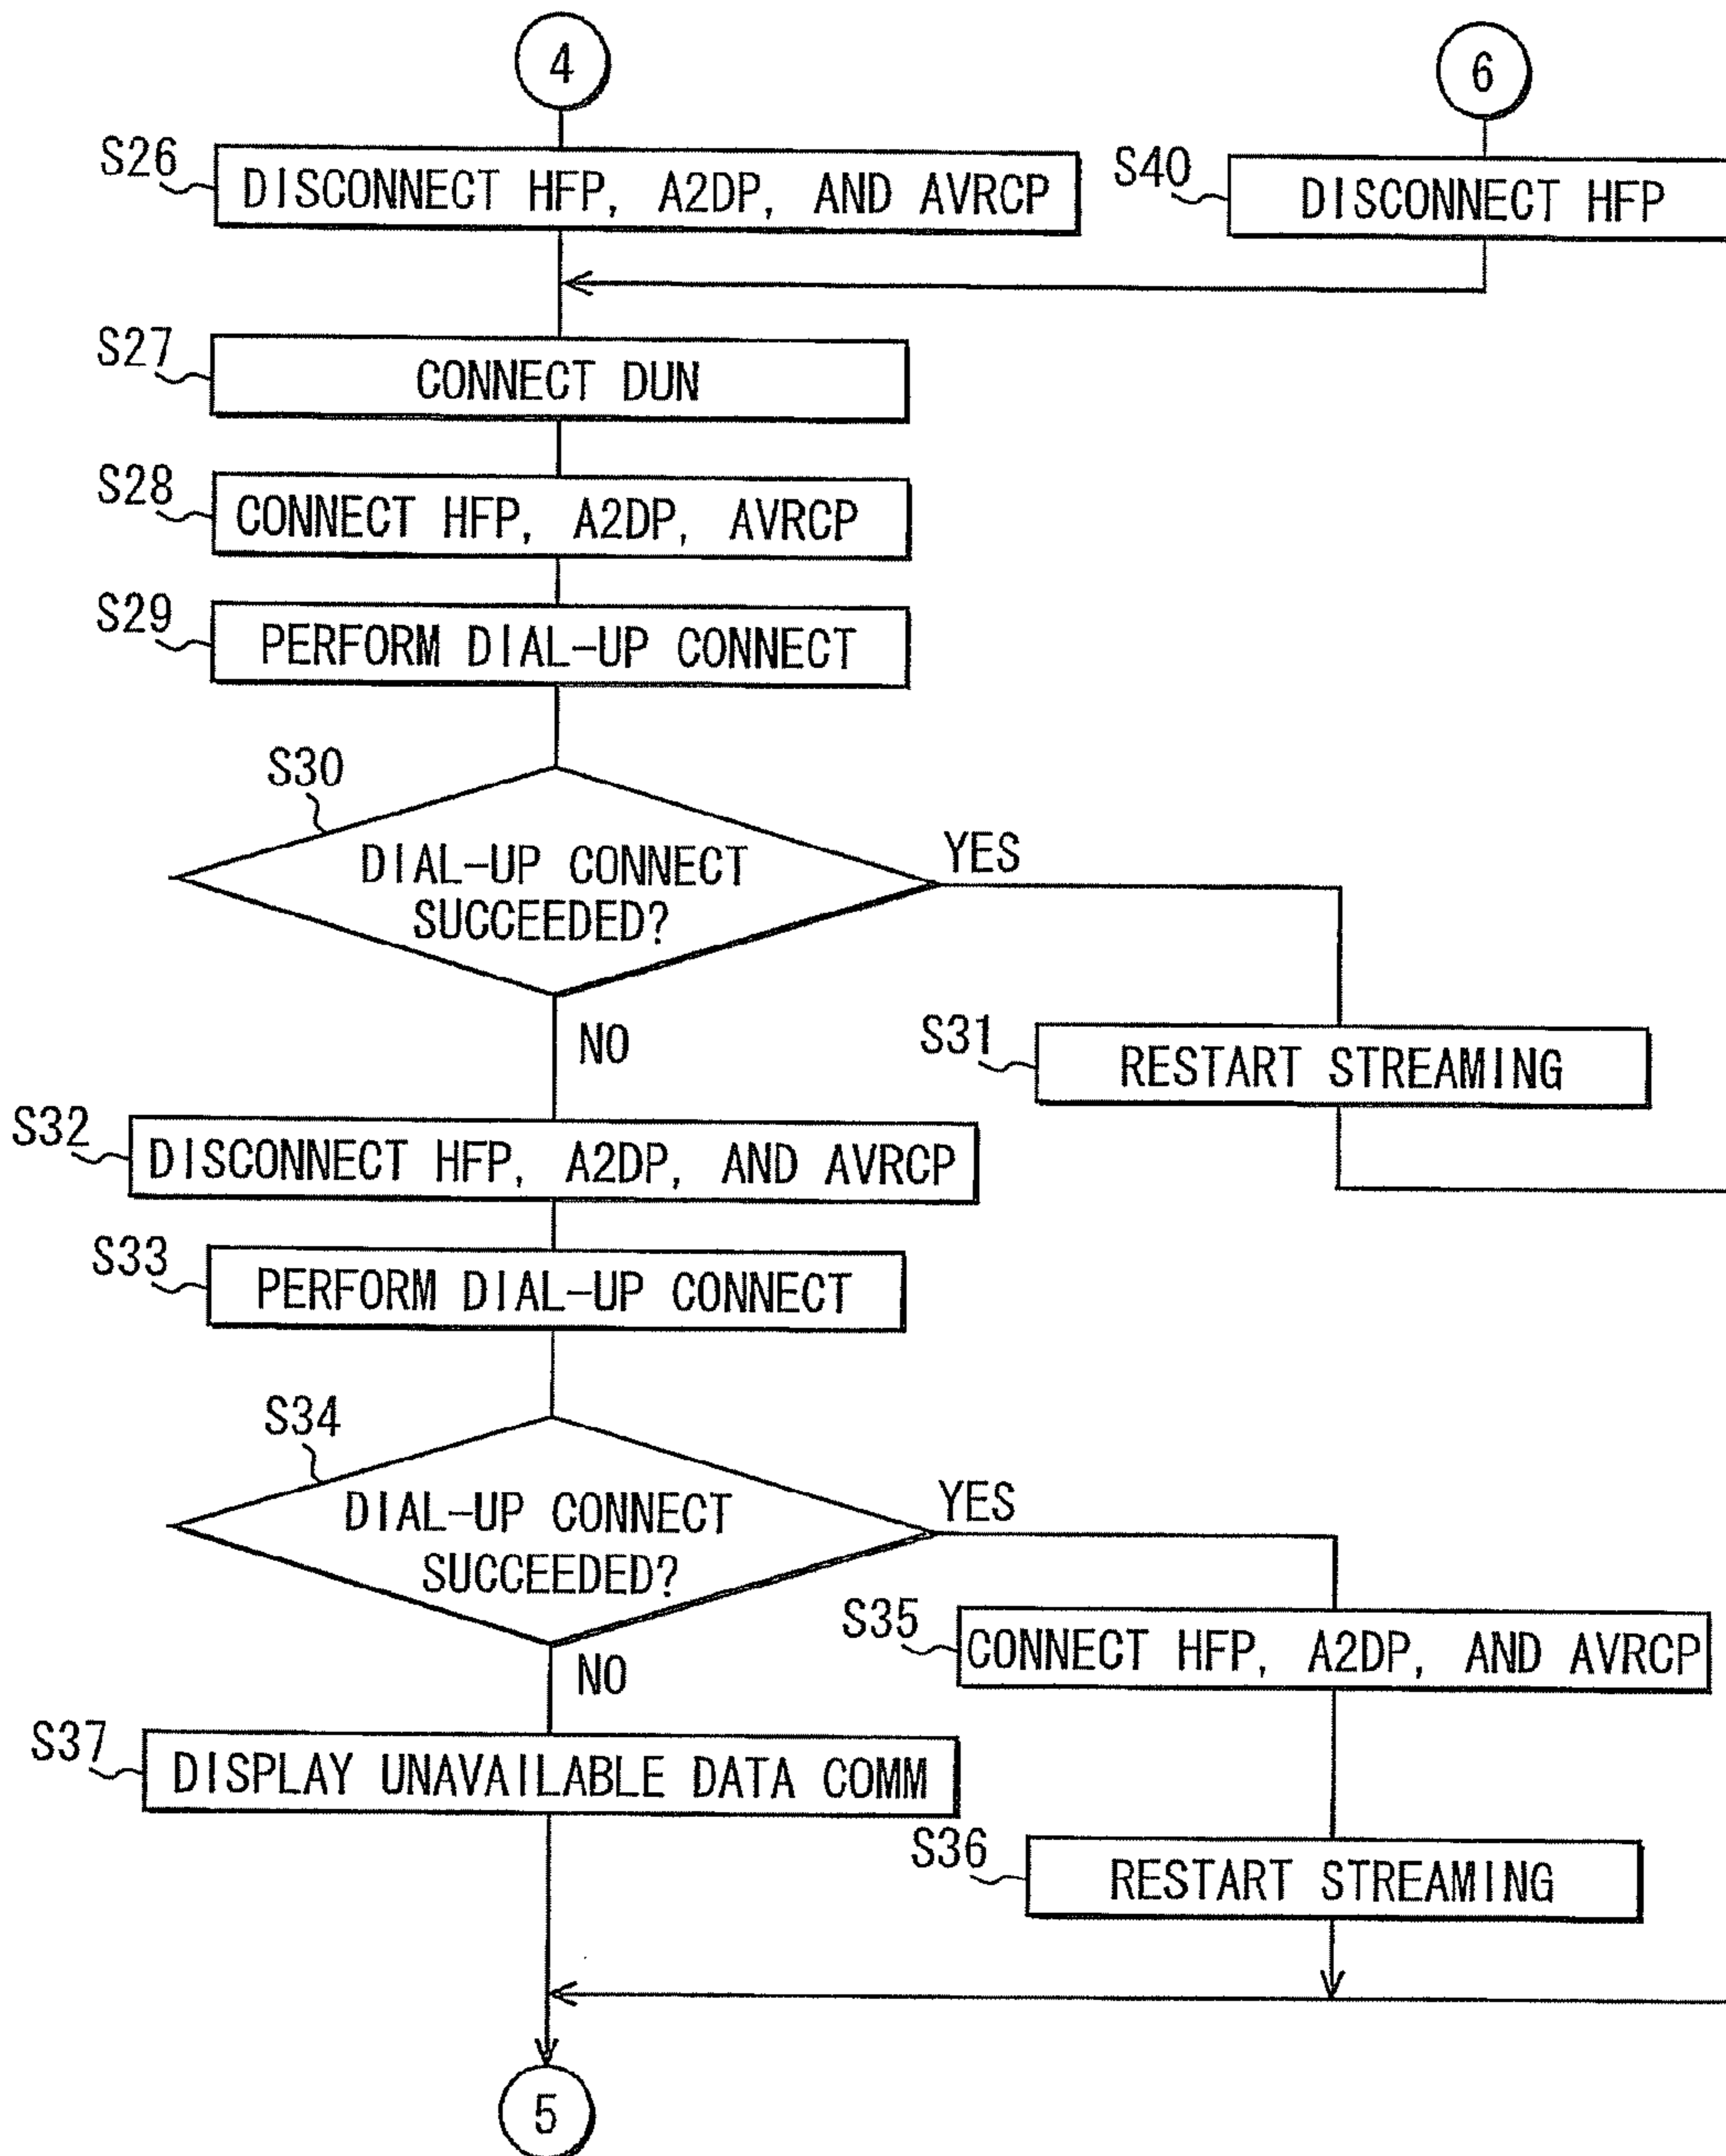 4
6
S26
DISCONNECT HFP, A2DP, AND AVRCP
S40
DISCONNECT HFP
S27
CONNECT DUN
S28
CONNECT HFP, A2DP, AVRCP
S29
PERFORM DIAL-UP CONNECT
S30
DIAL-UP CONNECT
SUCCEEDED?
YES
NO
S31
RESTART STREAMING
S32
DISCONNECT HFP, A2DP, AND AVRCP
S33
PERFORM DIAL-UP CONNECT
S34
DIAL-UP CONNECT
SUCCEEDED?
YES
NO
S35
CONNECT HFP, A2DP, AND AVRCP
S37
DISPLAY UNAVAILABLE DATA COMM
S36
RESTART STREAMING
5